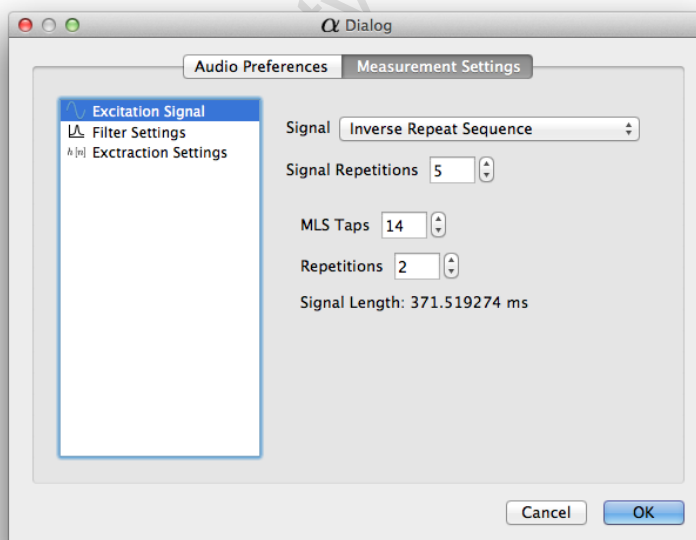 α Dialog
Audio Preferences Measurement Settings
Excitation Signal
Filter Settings
h [n] Exctraction Settings
Signal Inverse Repeat Sequence
Signal Repetitions 5
MLS Taps 14
Repetitions 2
Signal Length: 371.519274 ms
Cancel OK